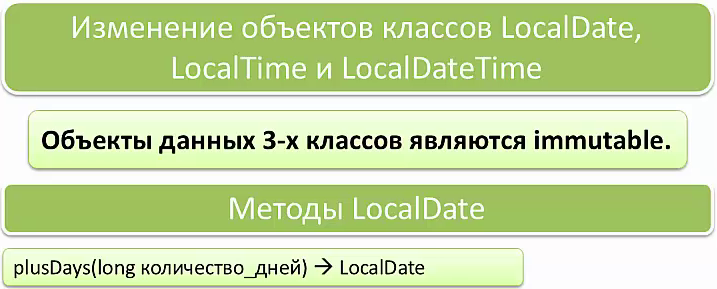 Изменение объектов классов LocalDate,
LocalTime и LocalDateTime
Объекты данных 3-х классов являются immutable.
Методы LocalDate
plusDays(long количество_дней) → LocalDate